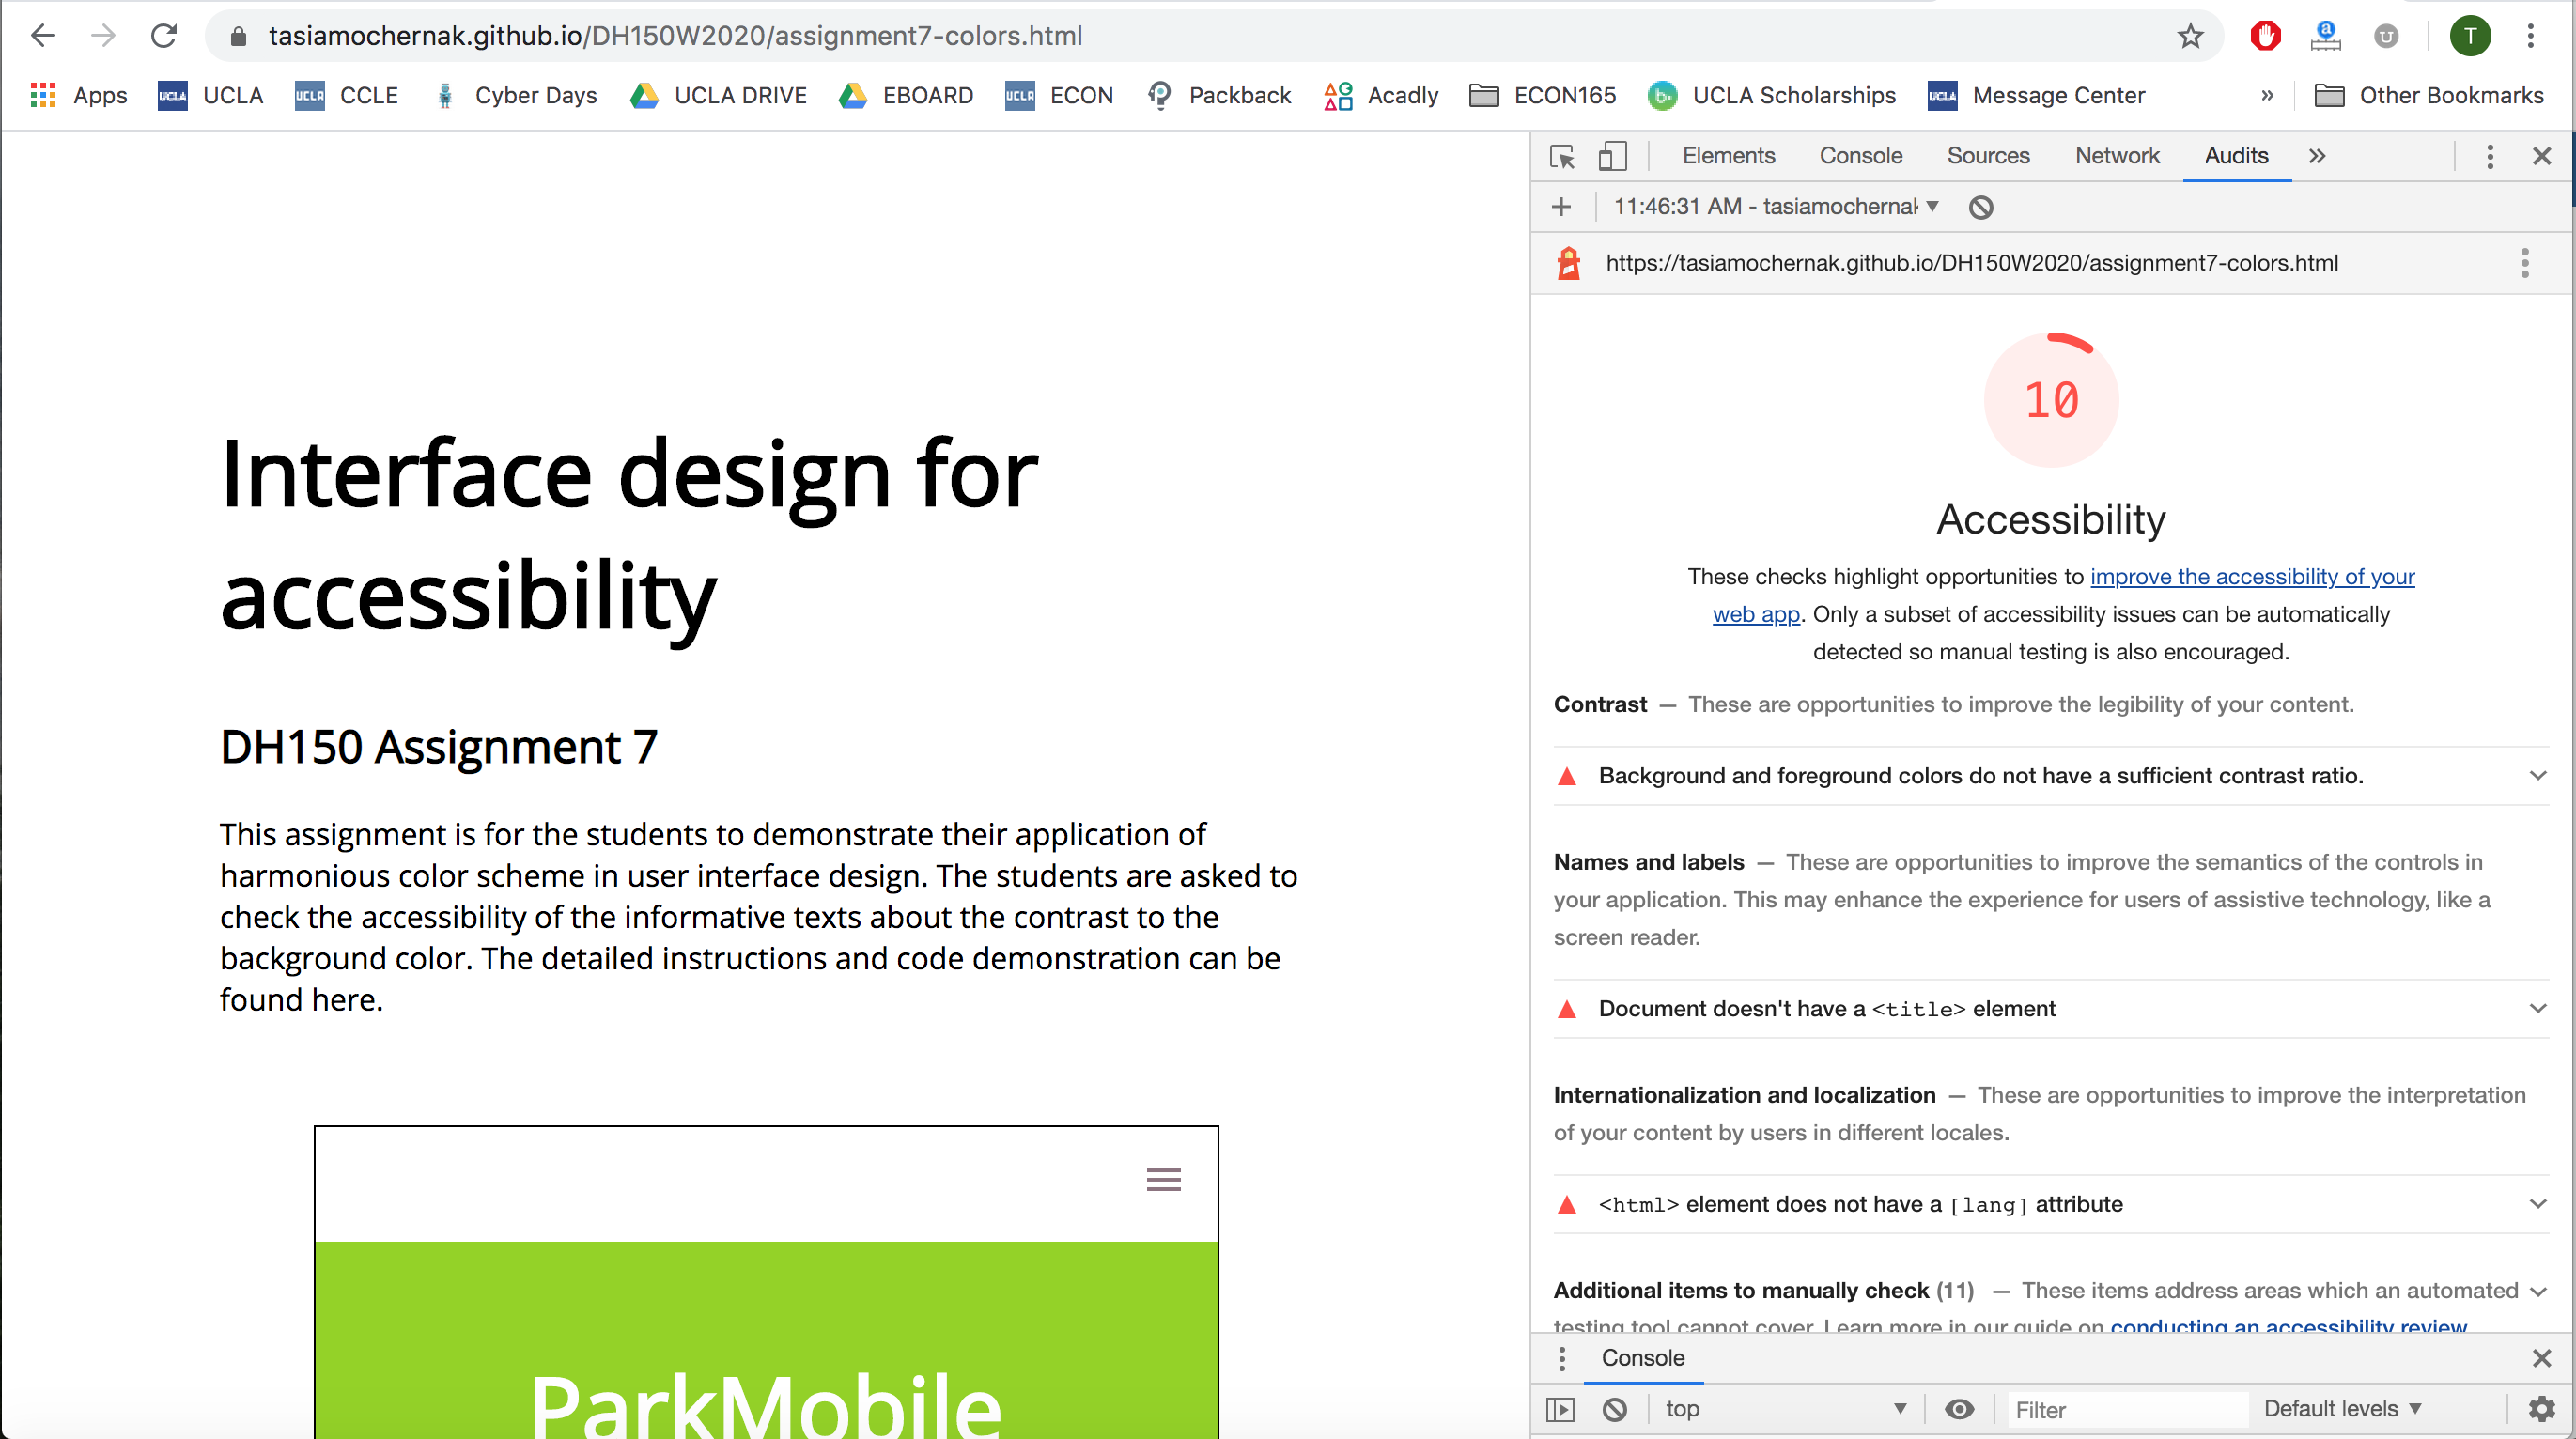 tasiamochernak.github.io/DH150W2020/assignment7-colors.html
T
Apps UCLA UCLA UCLA CCLE Cyber Days UCLA DRIVE EBOARD UCLA ECON Packback Acadly ECON165 b. UCLA Scholarships UCLA Message Center » Other Bookmarks
Interface design for
accessibility
DH150 Assignment 7
This assignment is for the students to demonstrate their application of
harmonious color scheme in user interface design. The students are asked to
check the accessibility of the informative texts about the contrast to the
background color. The detailed instructions and code demonstration can be
found here.
ParkMobile
Elements Console Sources Network Audits »
11:46:31 AM - tasiamochernak
https://tasiamochernak.github.io/DH150W2020/assignment7-colors.html
10
Accessibility
These checks highlight opportunities to improve the accessibility of your
web app. Only a subset of accessibility issues can be automatically
detected so manual testing is also encouraged.
Contrast — These are opportunities to improve the legibility of your content.
Background and foreground colors do not have a sufficient contrast ratio.
Names and labels — These are opportunities to improve the semantics of the controls in
your application. This may enhance the experience for users of assistive technology, like a
screen reader.
Document doesn't have a <title> element
Internationalization and localization — These are opportunities to improve the interpretation
of your content by users in different locales.
<html> element does not have a [lang] attribute
Additional items to manually check (11) — These items address areas which an automated
testing tool cannot cover. Learn more in our guide on conducting an accessibility review
Console
top Filter Default levels